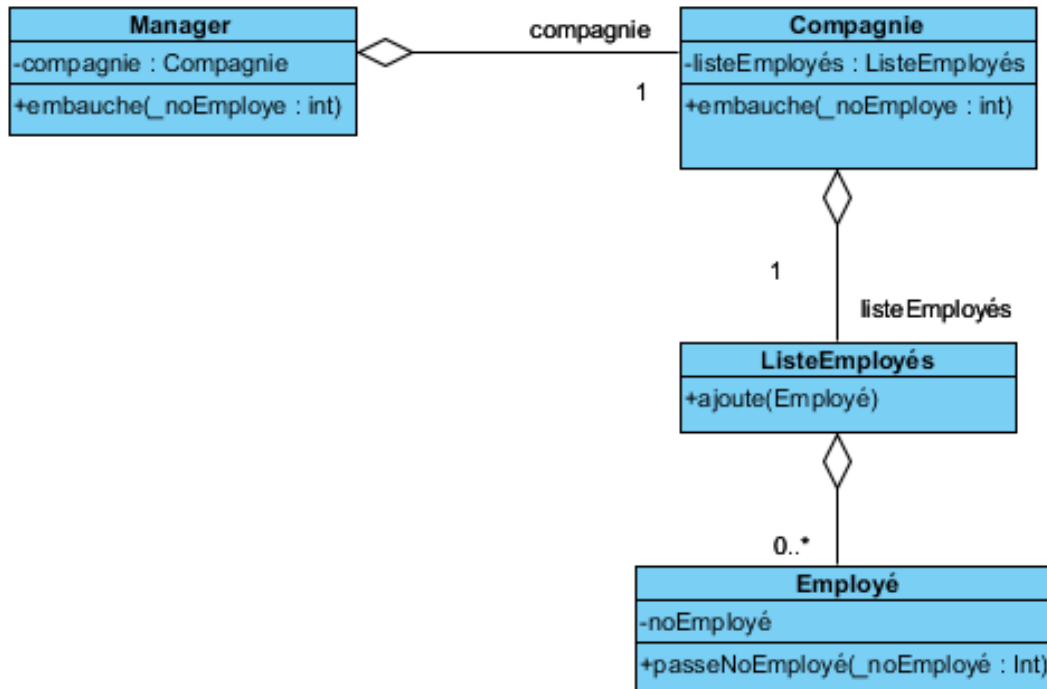 Manager
-compagnie : Compagnie
+embauche(_noEmploye : int)
compagnie
1
Compagnie
-listeEmployés : ListeEmployés
+embauche(_noEmploye : int)
1
listeEmployés
ListeEmployés
+ajoute(Employé)
0..*
Employé
-noEmployé
+passeNoEmployé(_noEmployé : Int)